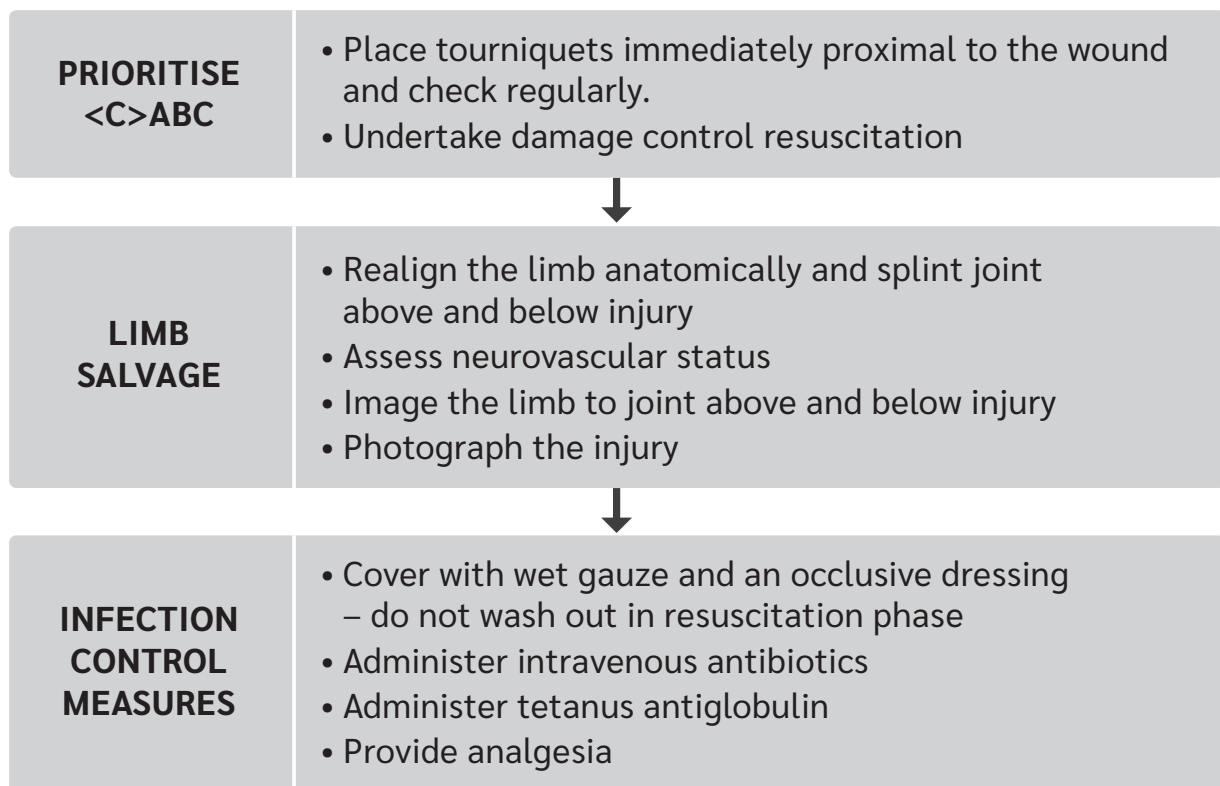 PRIORITISE
<C>ABC
• Place tourniquets immediately proximal to the wound
and check regularly.
• Undertake damage control resuscitation
LIMB
SALVAGE
• Realign the limb anatomically and splint joint
above and below injury
• Assess neurovascular status
• Image the limb to joint above and below injury
• Photograph the injury
INFECTION
CONTROL
MEASURES
• Cover with wet gauze and an occlusive dressing
– do not wash out in resuscitation phase
• Administer intravenous antibiotics
• Administer tetanus antiglobulin
• Provide analgesia